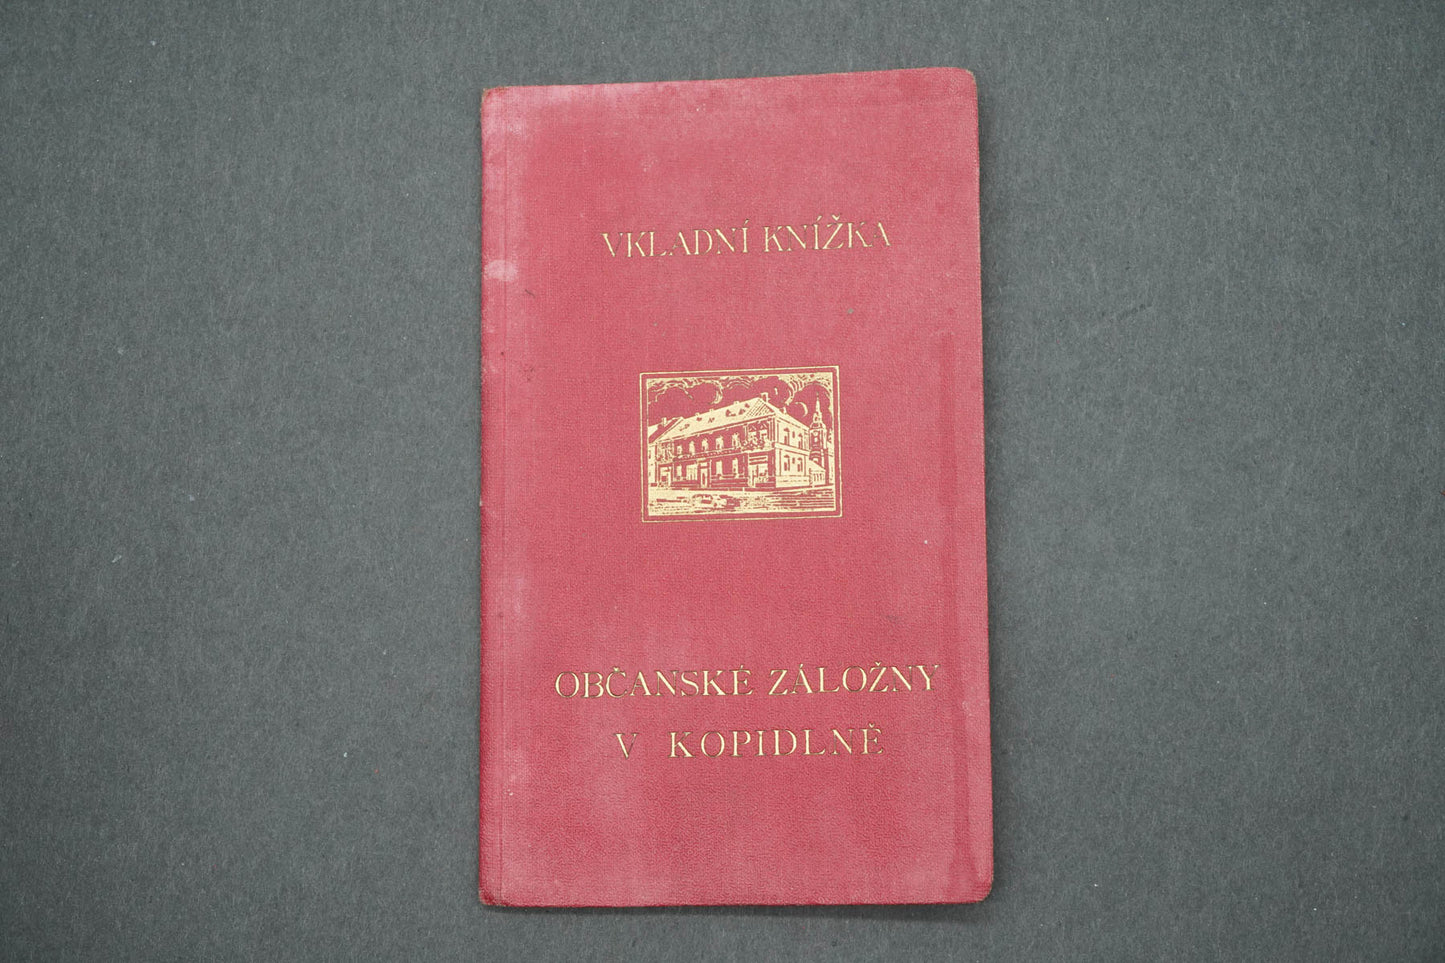 VKLADNÍ KNÍŽKA
OBČANSKÉ ZÁLOŽNY
V KOPIDLNĚ